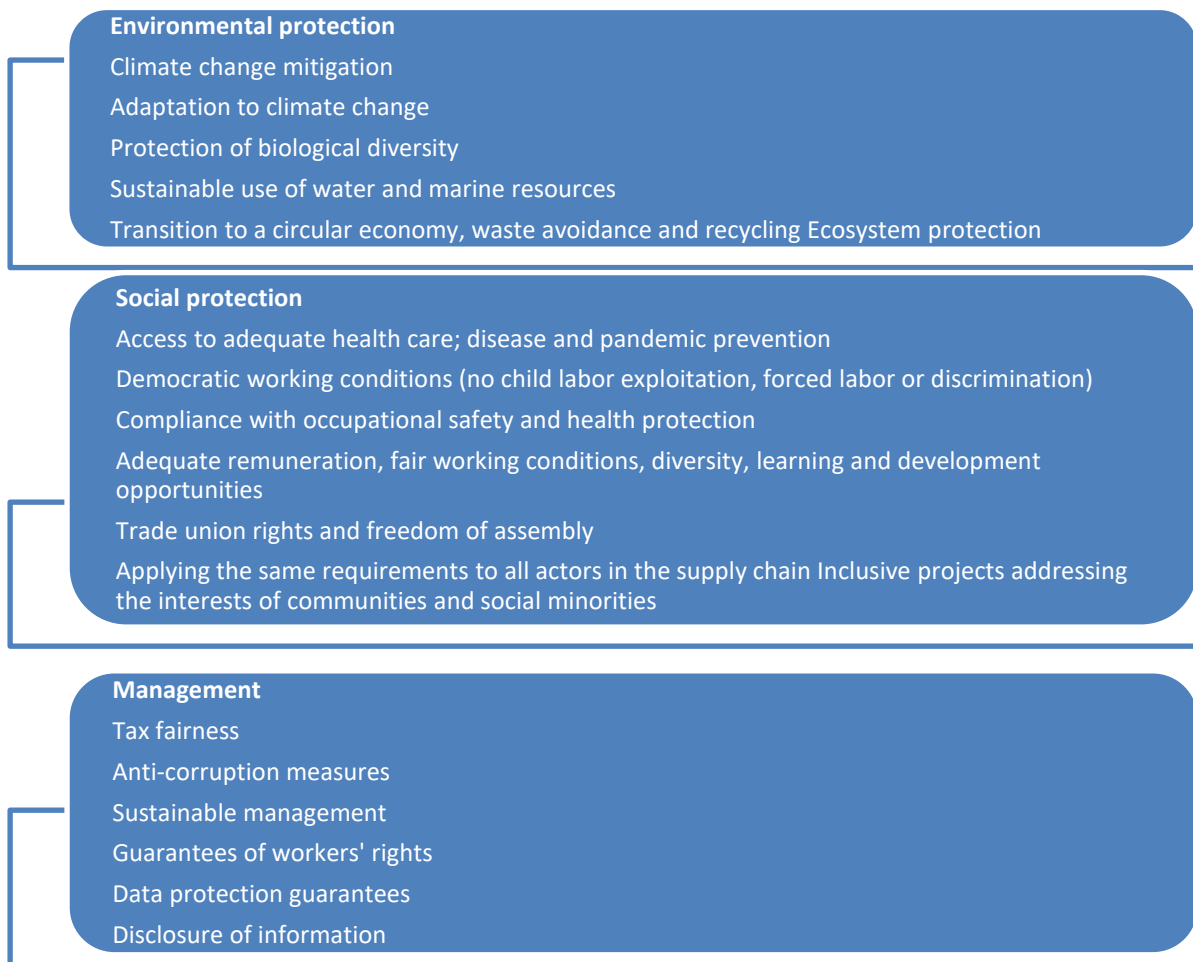 Environmental protection
Climate change mitigation
Adaptation to climate change
Protection of biological diversity
Sustainable use of water and marine resources
Transition to a circular economy, waste avoidance and recycling Ecosystem protection
Social protection
Access to adequate health care; disease and pandemic prevention
Democratic working conditions (no child labor exploitation, forced labor or discrimination)
Compliance with occupational safety and health protection
Adequate remuneration, fair working conditions, diversity, learning and development
opportunities
Trade union rights and freedom of assembly
Applying the same requirements to all actors in the supply chain Inclusive projects addressing
the interests of communities and social minorities
Management
Tax fairness
Anti-corruption measures
Sustainable management
Guarantees of workers' rights
Data protection guarantees
Disclosure of information